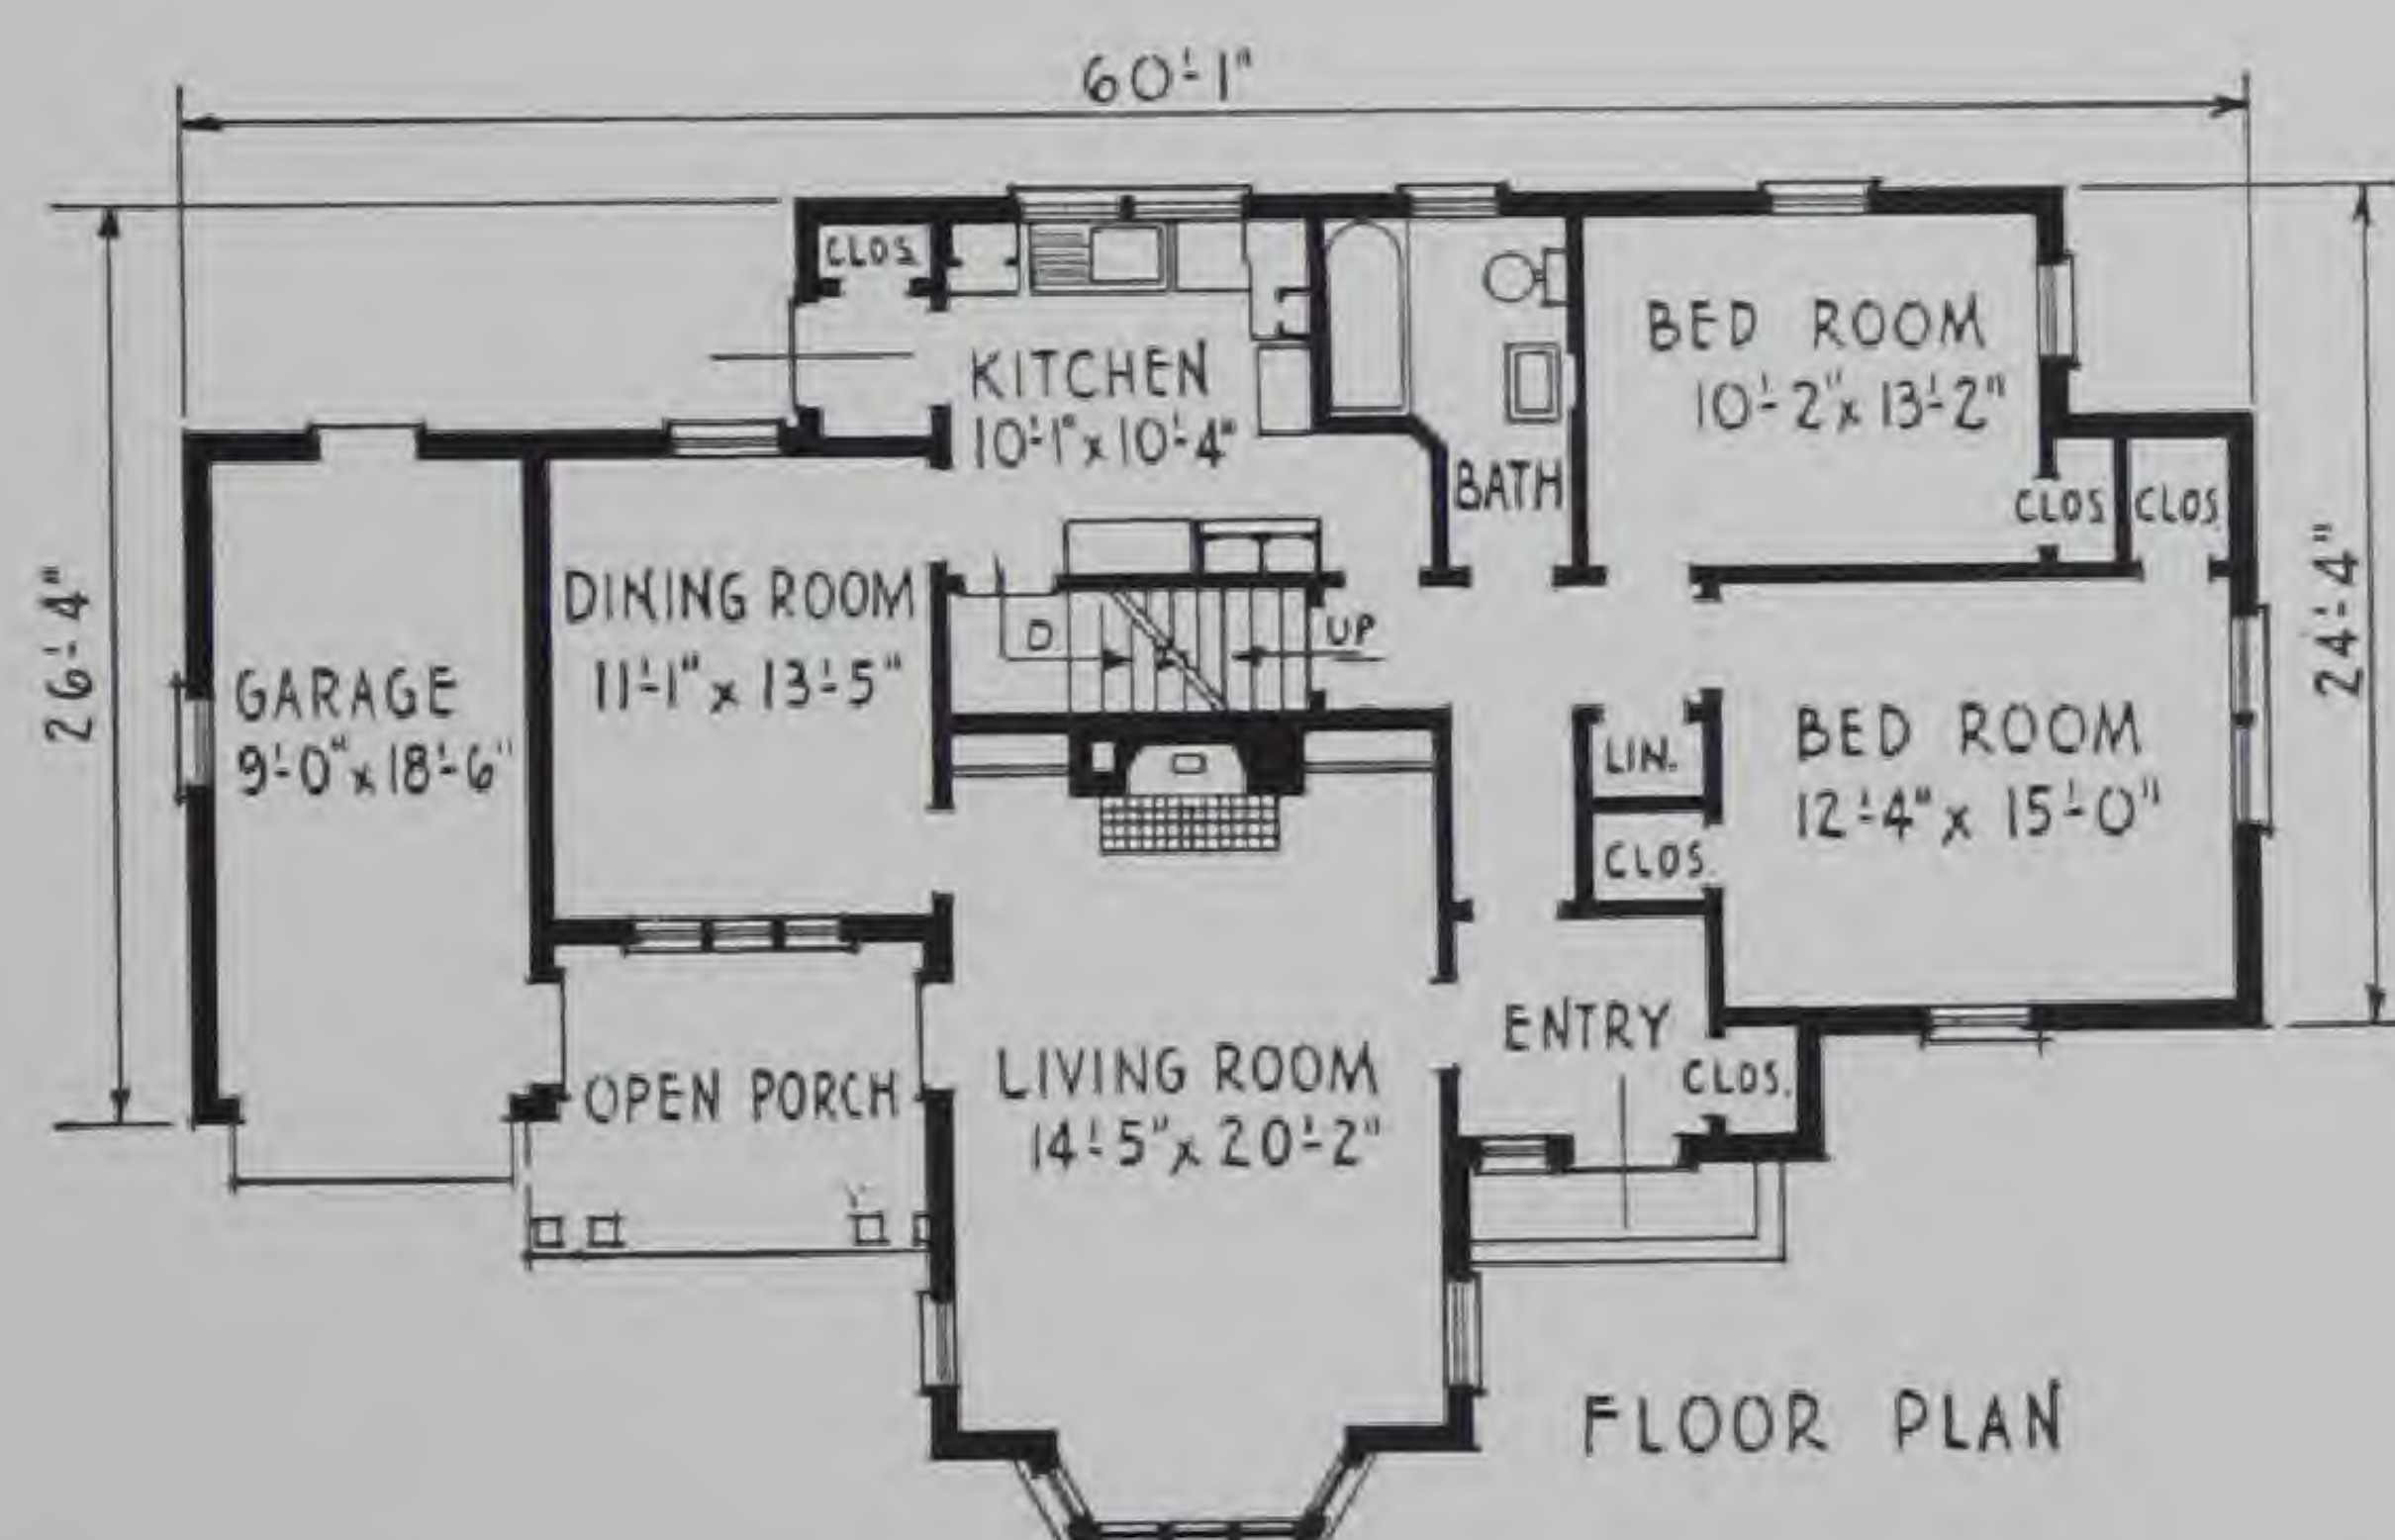 60'-1"
CLOS.
KITCHEN
10'-1" x 10'-4"
BED ROOM
10'-2" x 13'-2"
BATH
CLOS
CLOS.
26'-4"
24'-4"
DINING ROOM
11'-1" x 13'-5"
D
UP
GARAGE
9'-0" x 18'-6"
LIN.
BED ROOM
12'-4" x 15'-0"
CLOS.
ENTRY
OPEN PORCH
LIVING ROOM
14'-5" x 20'-2"
CLOS.
FLOOR PLAN